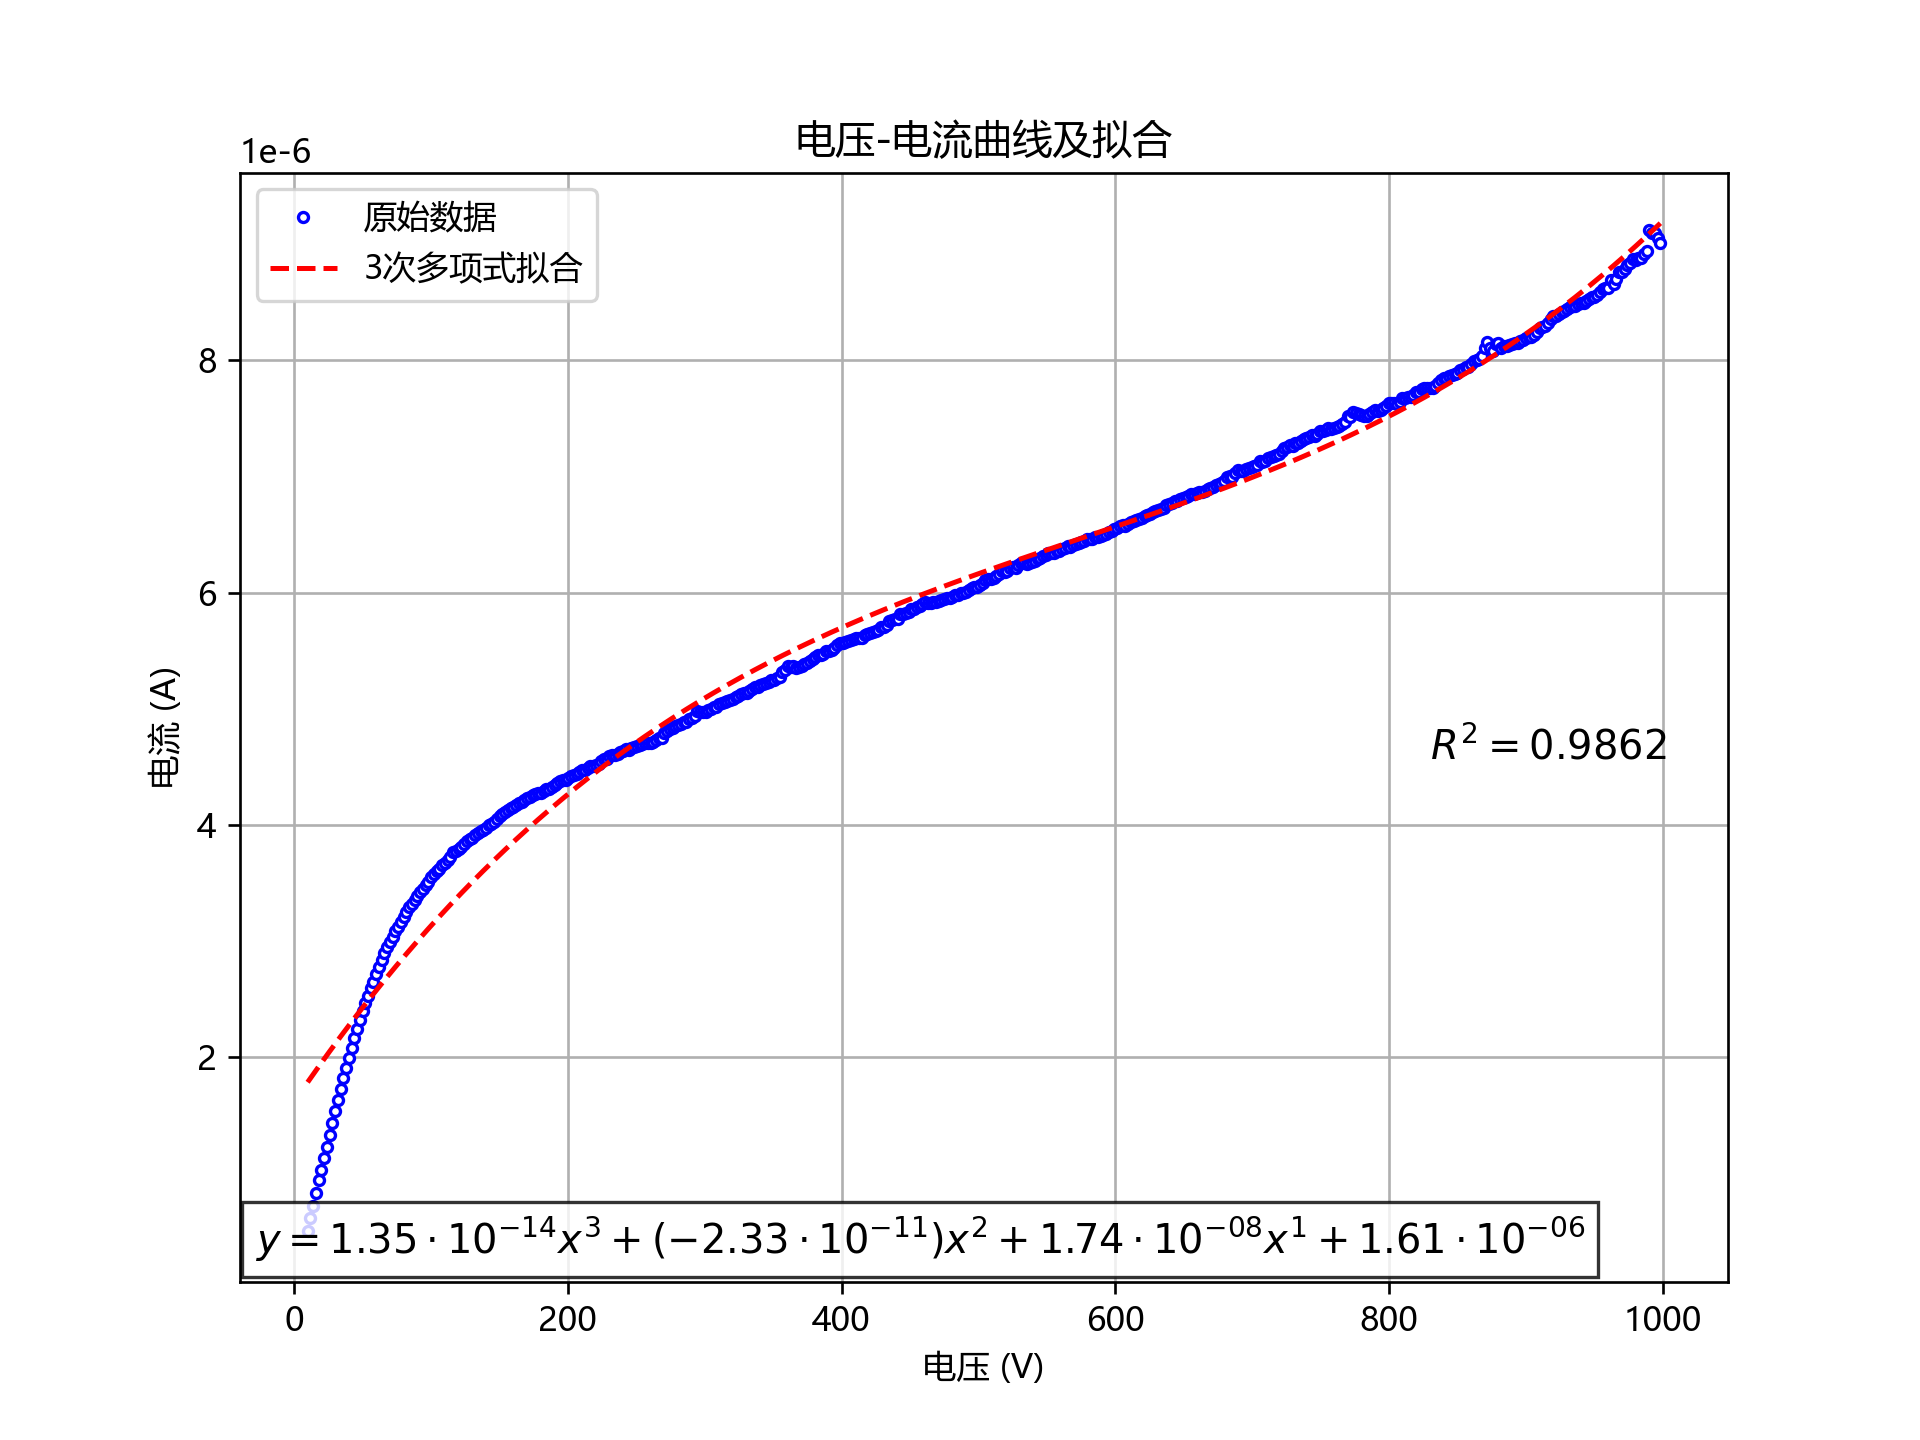 电压-电流曲线及拟合
1e-6
原始数据
3次多项式拟合
8
6
4
2
电流 (A)
R² = 0.9862
y = 1.35 · 10⁻¹⁴x³ + (−2.33 · 10⁻¹¹)x² + 1.74 · 10⁻⁰⁸x¹ + 1.61 · 10⁻⁰⁶
0 200 400 600 800 1000
电压 (V)